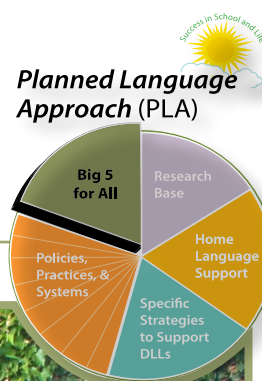 Success in School and Life
Planned Language
Approach (PLA)
Big 5
for All
Research
Base
Home
Language
Support
Specific
Strategies
to Support
DLLs
Policies,
Practices, &
Systems